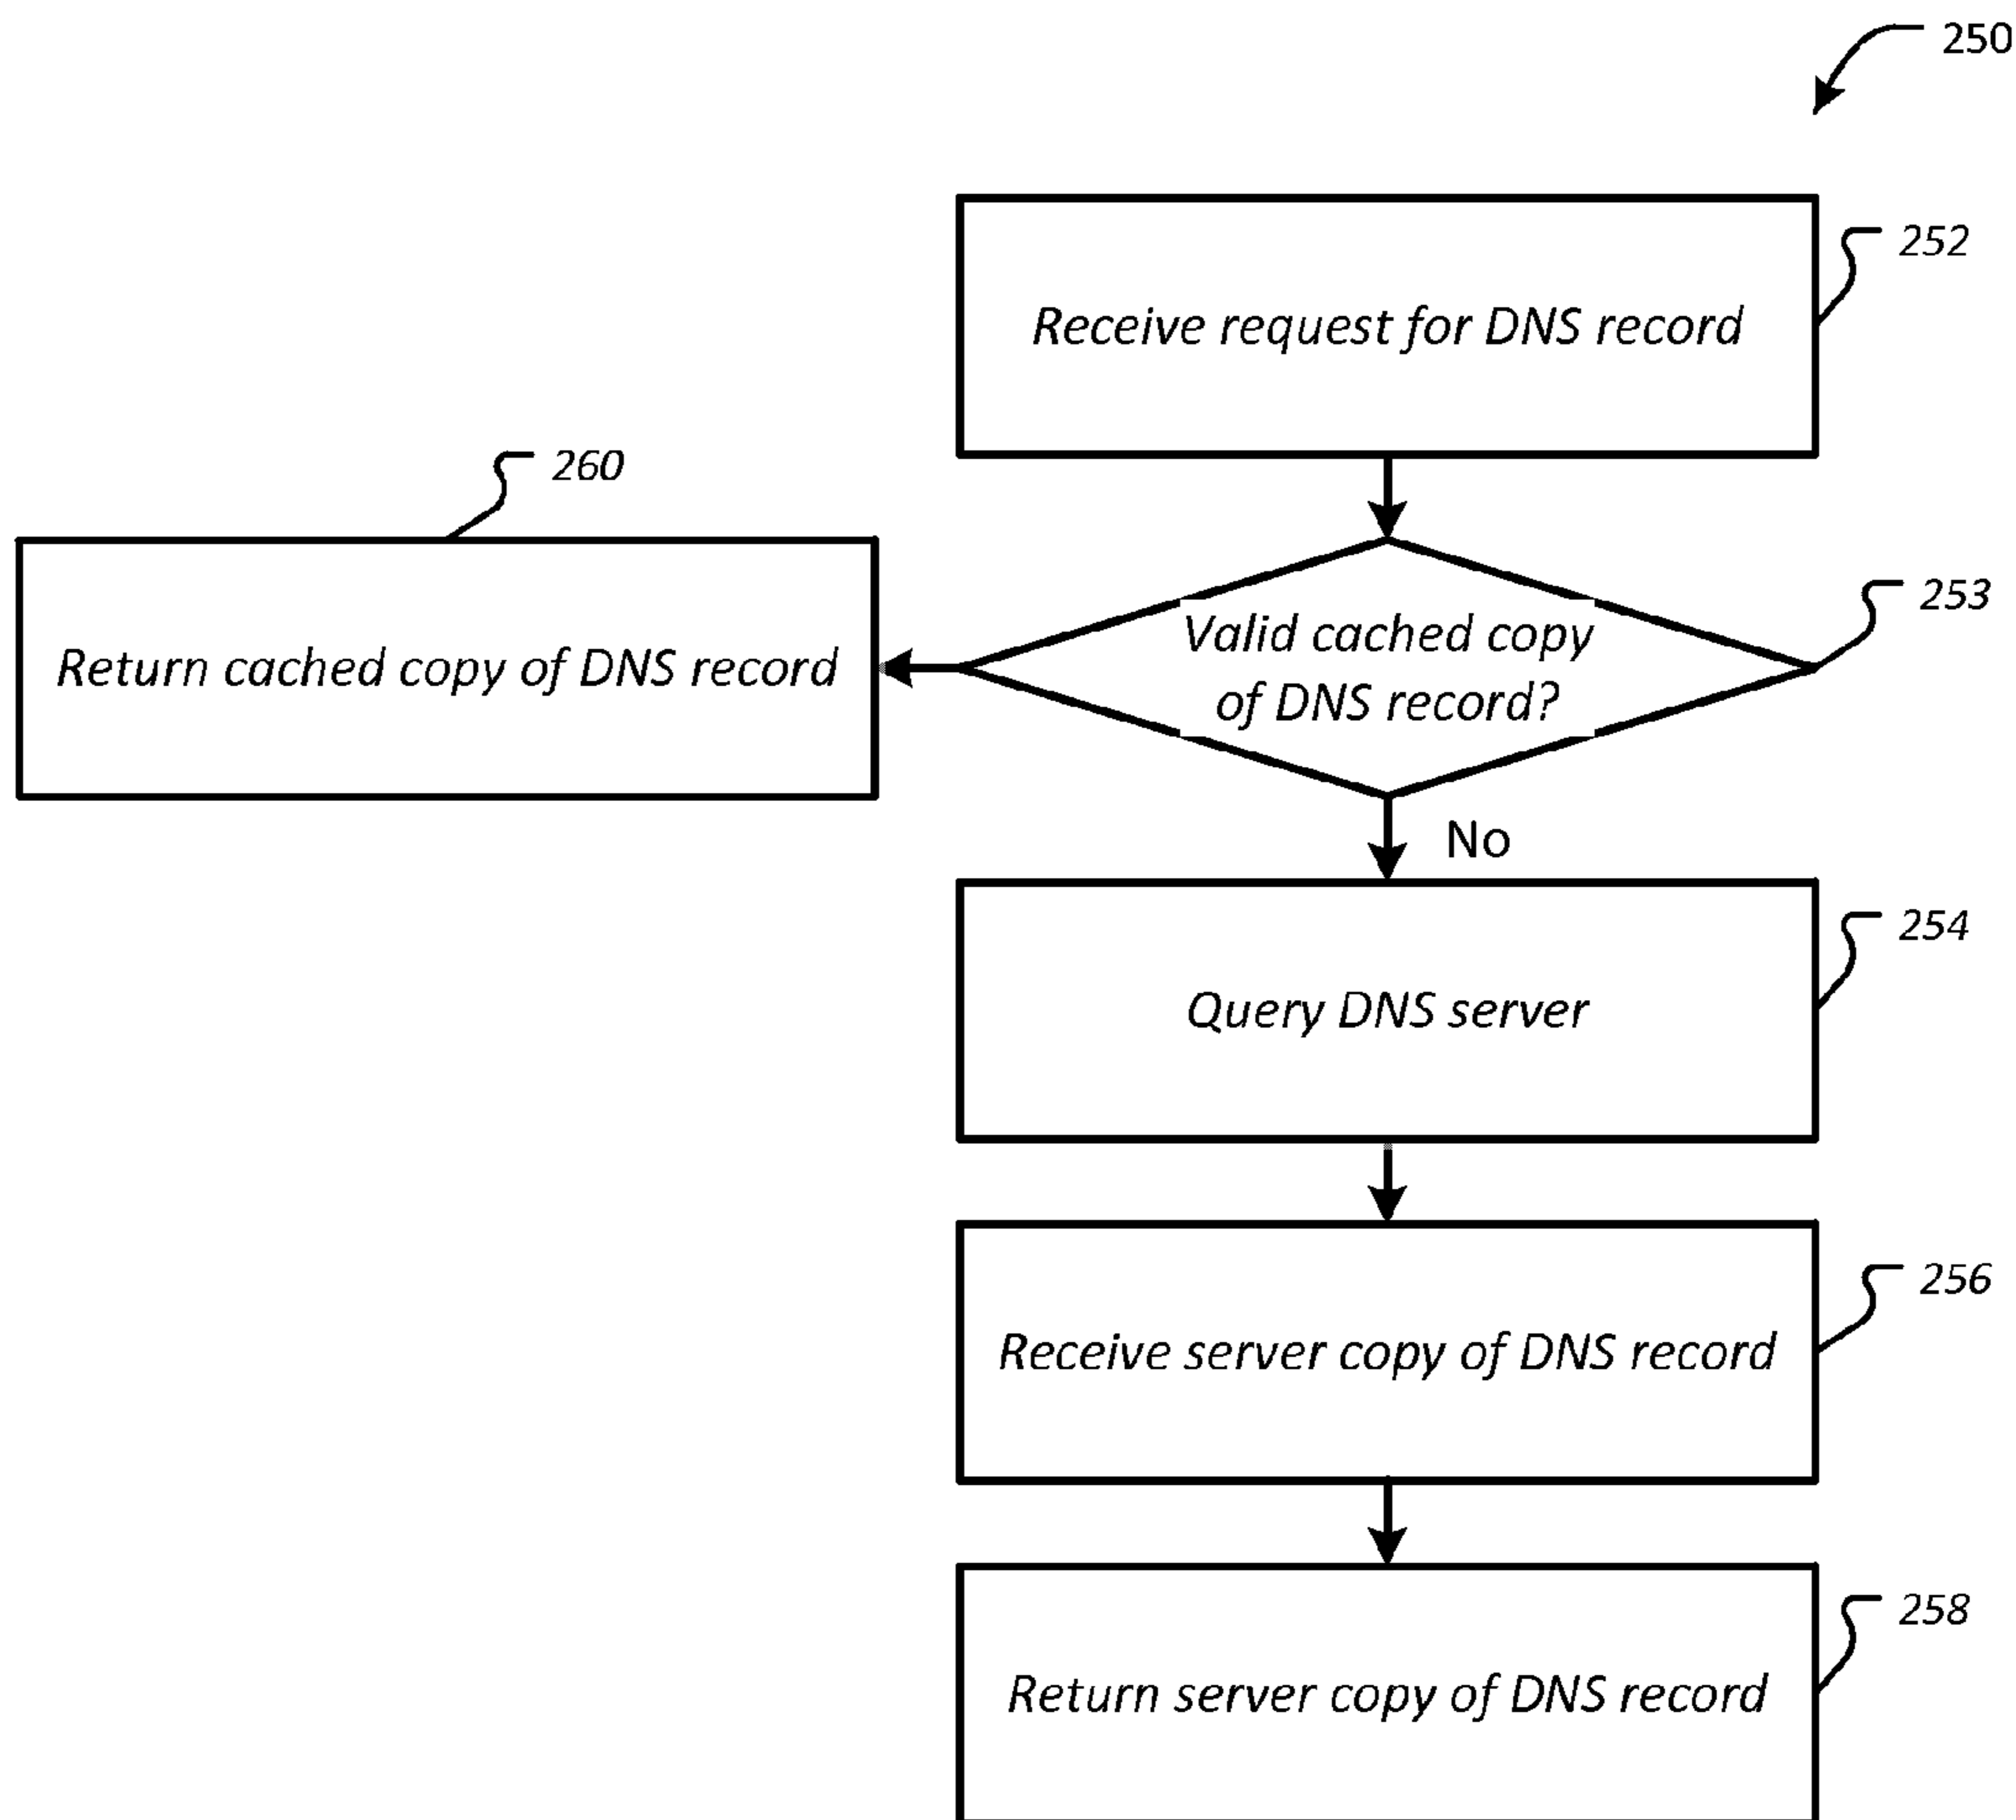 250
Receive request for DNS record
252
260
Return cached copy of DNS record
Valid cached copy
of DNS record?
253
No
Query DNS server
254
Receive server copy of DNS record
256
Return server copy of DNS record
258